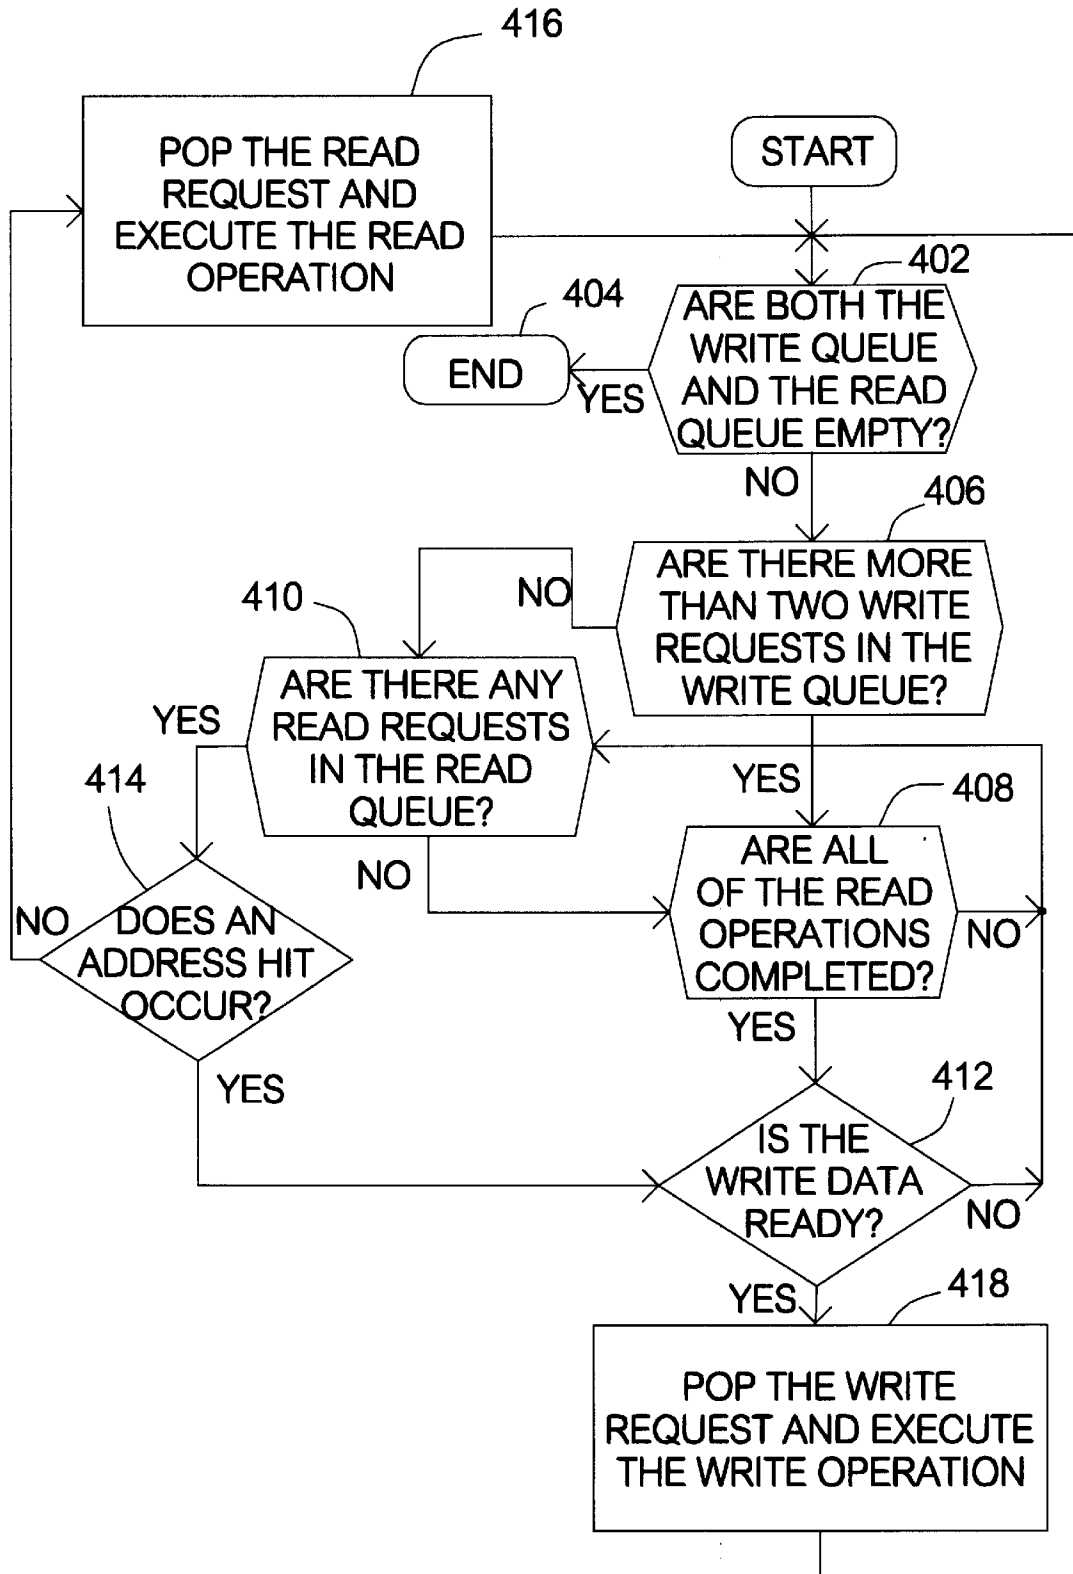 416
POP THE READ
REQUEST AND
EXECUTE THE READ
OPERATION
START
402
ARE BOTH THE
WRITE QUEUE
AND THE READ
QUEUE EMPTY?
404
END
YES
NO
406
ARE THERE MORE
THAN TWO WRITE
REQUESTS IN THE
WRITE QUEUE?
NO
410
ARE THERE ANY
READ REQUESTS
IN THE READ
QUEUE?
YES
YES
408
ARE ALL
OF THE READ
OPERATIONS
COMPLETED?
NO
NO
414
DOES AN
ADDRESS HIT
OCCUR?
NO
YES
YES
412
IS THE
WRITE DATA
READY?
NO
YES
418
POP THE WRITE
REQUEST AND EXECUTE
THE WRITE OPERATION